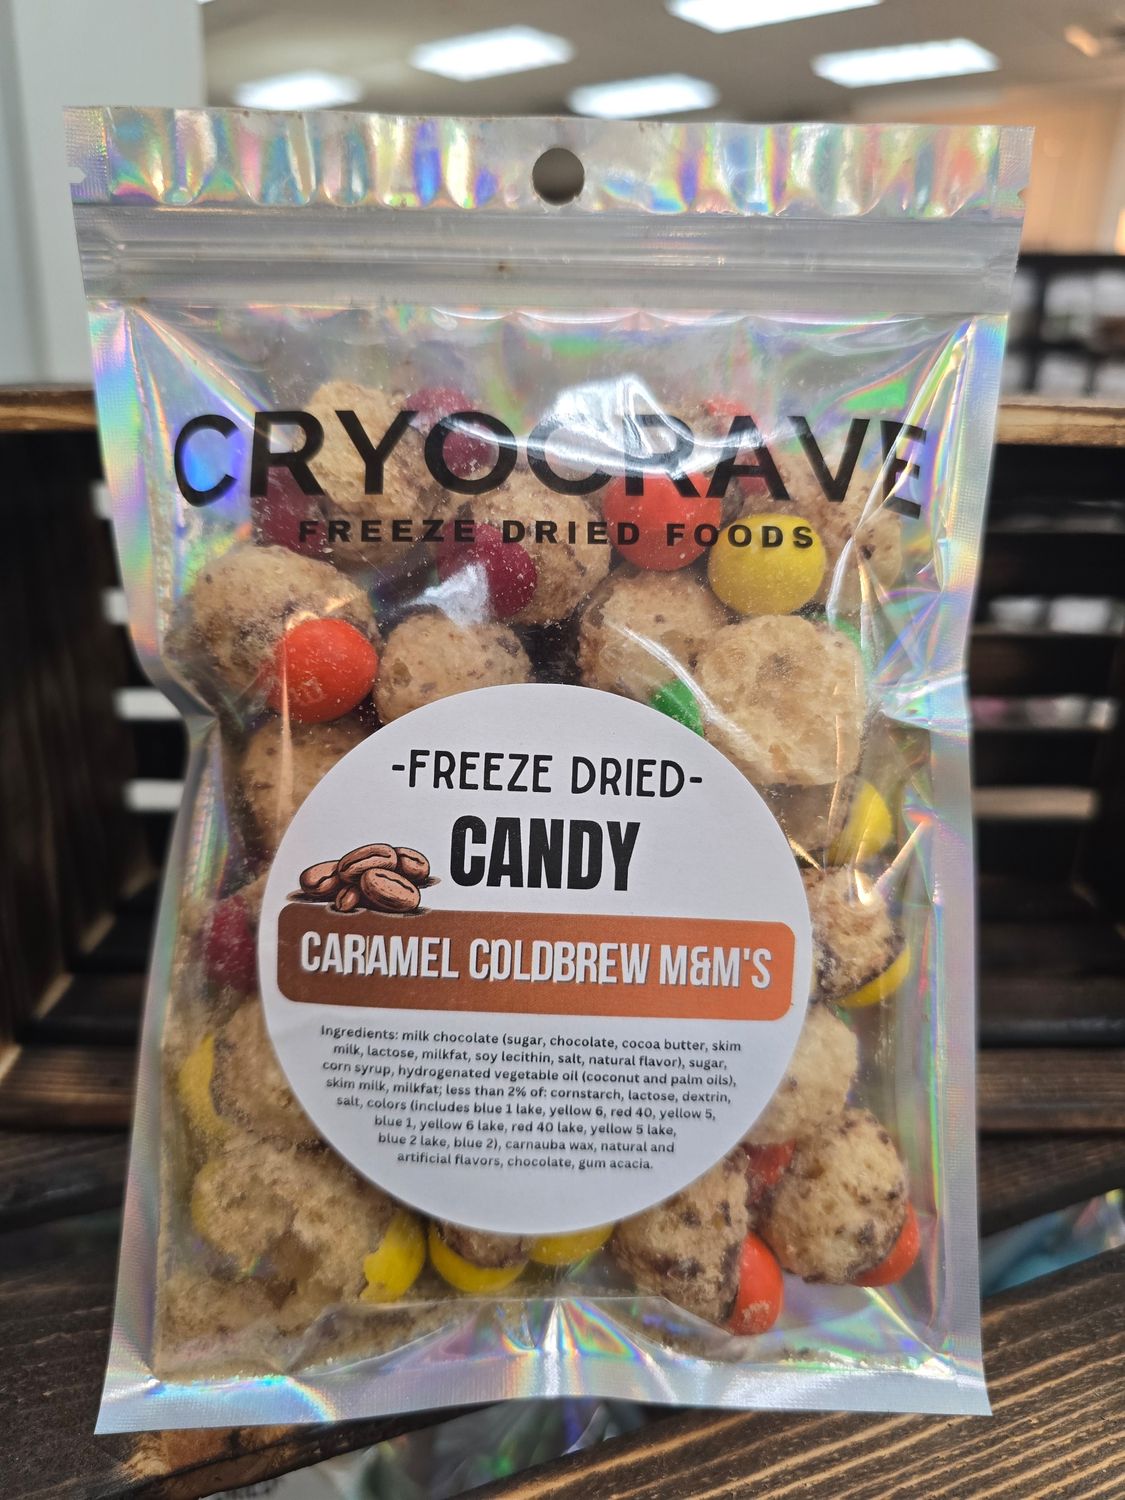 CRYOCRAVE
FREEZE DRIED FOODS
-FREEZE DRIED-
CANDY
CARAMEL COLDBREW M&M'S
Ingredients: milk chocolate (sugar, chocolate, cocoa butter, skim
milk, lactose, milkfat, soy lecithin, salt, natural flavor), sugar,
corn syrup, hydrogenated vegetable oil (coconut and palm oils),
skim milk, milkfat; less than 2% of: cornstarch, lactose, dextrin,
salt, colors (includes blue 1 lake, yellow 6, red 40, yellow 5,
blue 1, yellow 6 lake, red 40 lake, yellow 5 lake,
blue 2 lake, blue 2), carnauba wax, natural and
artificial flavors, chocolate, gum acacia.